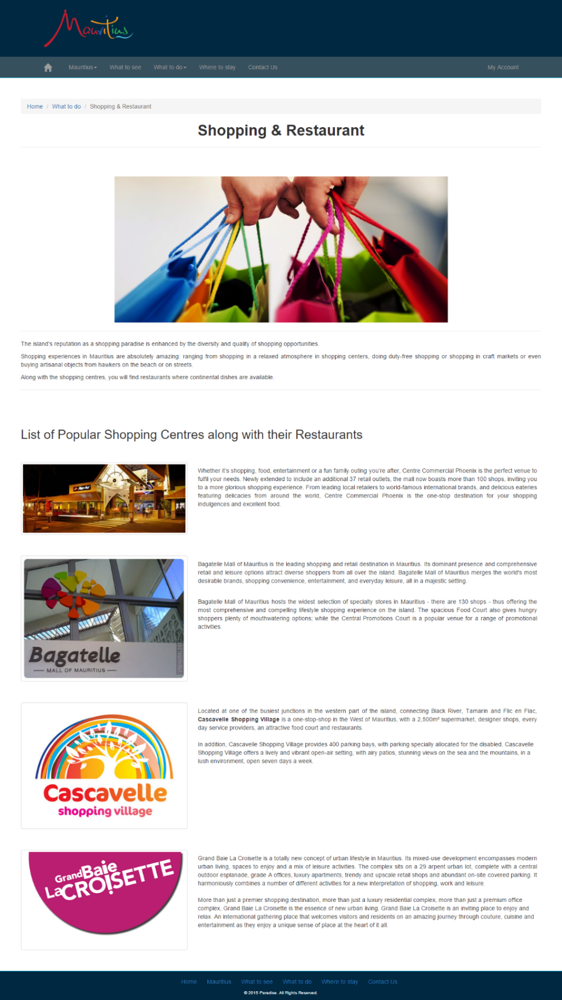 Mauritius
Mauritius
What to see
What to do
Where to stay
Contact Us
My Account
Home / What to do / Shopping & Restaurant
Shopping & Restaurant
The island's reputation as a shopping paradise is enhanced by the diversity and quality of shopping opportunities.
Shopping experiences in Mauritius are absolutely amazing: ranging from shopping in a relaxed atmosphere in shopping centers, doing duty-free shopping or shopping in craft markets or even
buying artisanal objects from hawkers on the beach or on streets.
Along with the shopping centres, you will find restaurants where continental dishes are available.
List of Popular Shopping Centres along with their Restaurants
Whether it's shopping, food, entertainment or a fun family outing you're after, Centre Commercial Phoenix is the perfect venue to
fulfil your needs. Newly extended to include an additional 37 retail outlets, the mall now boasts more than 100 shops, inviting you
to a more glorious shopping experience. From leading local retailers to world-famous international brands, and delicious eateries
featuring delicacies from around the world, Centre Commercial Phoenix is the one-stop destination for your shopping
indulgences and excellent food.
Bagatelle
MALL OF MAURITIUS
Bagatelle Mall of Mauritius is the leading shopping and retail destination in Mauritius. Its dominant presence and comprehensive
retail and leisure options attract diverse shoppers from all over the island. Bagatelle Mall of Mauritius merges the world's most
desirable brands, shopping convenience, entertainment, and everyday leisure, all in a majestic setting.
Bagatelle Mall of Mauritius hosts the widest selection of specialty stores in Mauritius - there are 130 shops - thus offering the
most comprehensive and compelling lifestyle shopping experience on the island. The spacious Food Court also gives hungry
shoppers plenty of mouthwatering options; while the Central Promotions Court is a popular venue for a range of promotional
activities.
Cascavelle
shopping village
Located at one of the busiest junctions in the western part of the island, connecting Black River, Tamarin and Flic en Flac,
Cascavelle Shopping Village is a one-stop-shop in the West of Mauritius, with a 2,500m² supermarket, designer shops, every
day service providers, an attractive food court and restaurants.
In addition, Cascavelle Shopping Village provides 400 parking bays, with parking specially allocated for the disabled. Cascavelle
Shopping Village offers a lively and vibrant open-air setting, with airy patios, stunning views on the sea and the mountains, in a
lush environment, open seven days a week.
Grand Baie
La CROISETTE
Grand Baie La Croisette is a totally new concept of urban lifestyle in Mauritius. Its mixed-use development encompasses modern
urban living, spaces to enjoy and a mix of leisure activities. The complex sits on a 29 arpent urban lot, complete with a central
outdoor esplanade, grade A offices, luxury apartments, trendy and upscale retail shops and abundant on-site covered parking. It
harmoniously combines a number of different activities for a new interpretation of shopping, work and leisure.
More than just a premier shopping destination, more than just a luxury residential complex, more than just a premium office
complex, Grand Baie La Croisette is the essence of new urban living. Grand Baie La Croisette is an inviting place to enjoy and
relax. An international gathering place that welcomes visitors and residents on an amazing journey through couture, cuisine and
entertainment as they enjoy a unique sense of place at the heart of it all.
Home
Mauritius
What to see
What to do
Where to stay
Contact Us
© 2015 Paradise. All Rights Reserved.